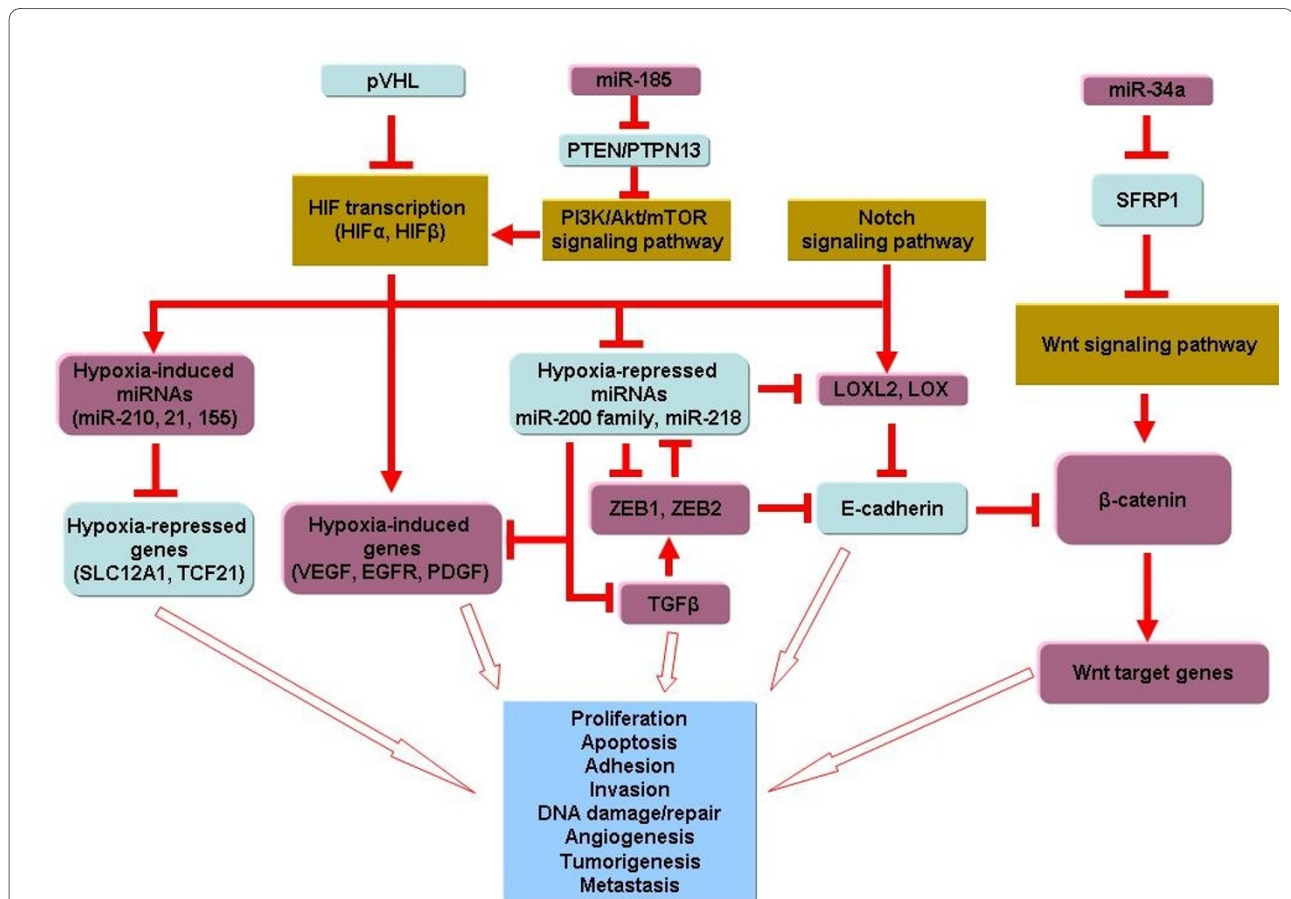 pVHL
miR-185
miR-34a
PTEN/PTPN13
SFRP1
HIF transcription
(HIFα, HIFβ)
PI3K/Akt/mTOR
signaling pathway
Notch
signaling pathway
Wnt signaling pathway
Hypoxia-induced
miRNAs
(miR-210, 21, 155)
Hypoxia-repressed
miRNAs
miR-200 family, miR-218
LOXL2, LOX
Hypoxia-repressed
genes
(SLC12A1, TCF21)
Hypoxia-induced
genes
(VEGF, EGFR, PDGF)
ZEB1, ZEB2
E-cadherin
β-catenin
TGFβ
Wnt target genes
Proliferation
Apoptosis
Adhesion
Invasion
DNA damage/repair
Angiogenesis
Tumorigenesis
Metastasis